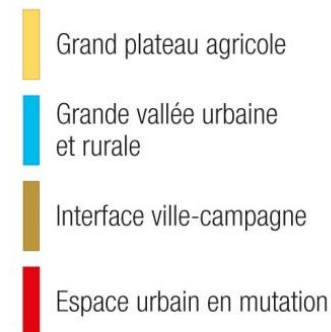 Grand plateau agricole
Grande vallée urbaine
et rurale
Interface ville-campagne
Espace urbain en mutation